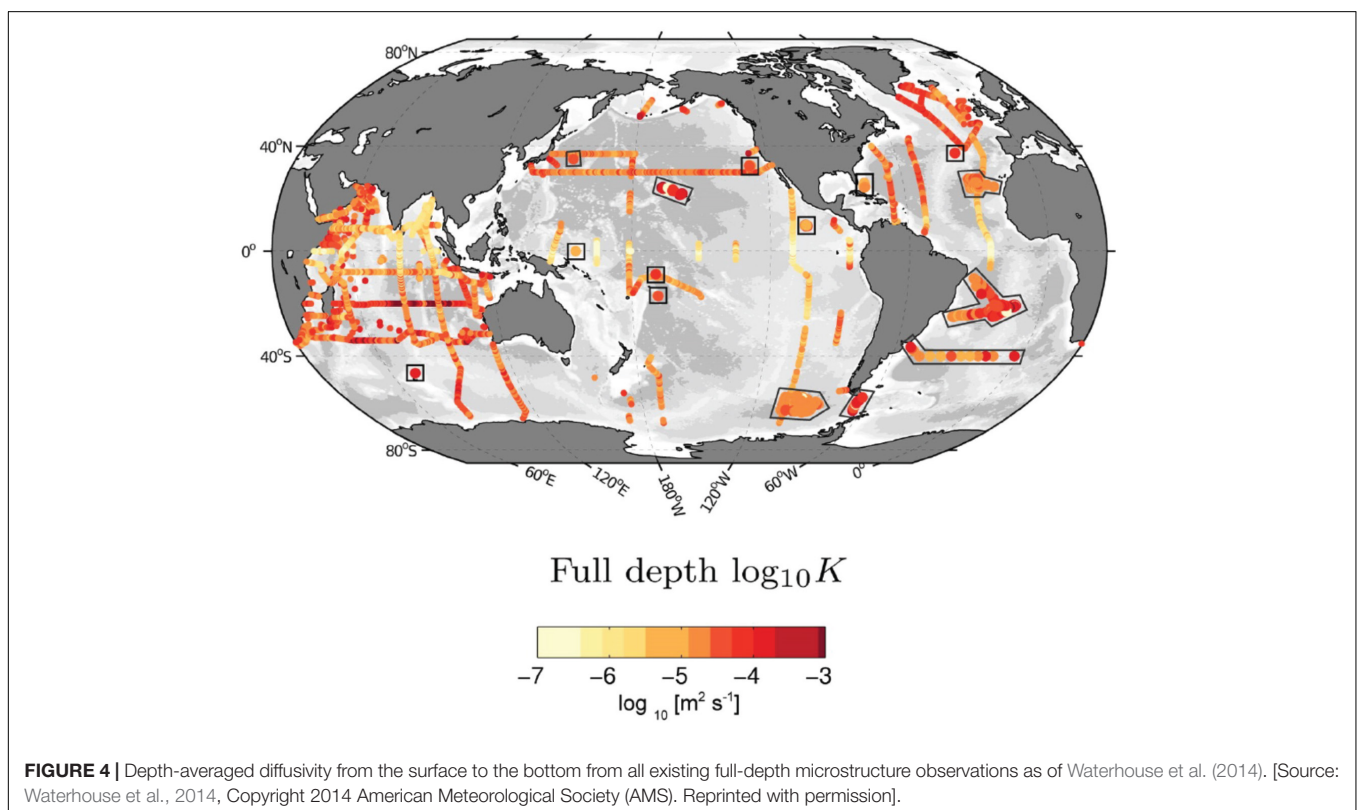 80°N
40°N
0°
40°S
80°S
60°E
120°E
180°W
120°W
60°W
0°
Full depth log₁₀K
−7 −6 −5 −4 −3
log ₁₀ [m² s⁻¹]
FIGURE 4 | Depth-averaged diffusivity from the surface to the bottom from all existing full-depth microstructure observations as of Waterhouse et al. (2014). [Source:
Waterhouse et al., 2014, Copyright 2014 American Meteorological Society (AMS). Reprinted with permission].